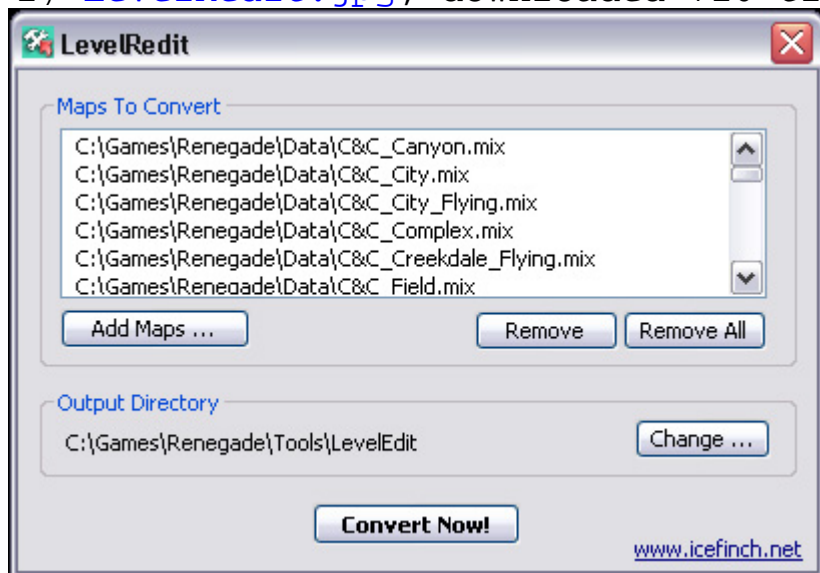 LevelRedit
Maps To Convert
C:\Games\Renegade\Data\C&C_Canyon.mix
C:\Games\Renegade\Data\C&C_City.mix
C:\Games\Renegade\Data\C&C_City_Flying.mix
C:\Games\Renegade\Data\C&C_Complex.mix
C:\Games\Renegade\Data\C&C_Creekdale_Flying.mix
C:\Games\Renegade\Data\C&C_Field.mix
Add Maps ... Remove Remove All
Output Directory
C:\Games\Renegade\Tools\LevelEdit Change ...
Convert Now!
www.icefinch.net